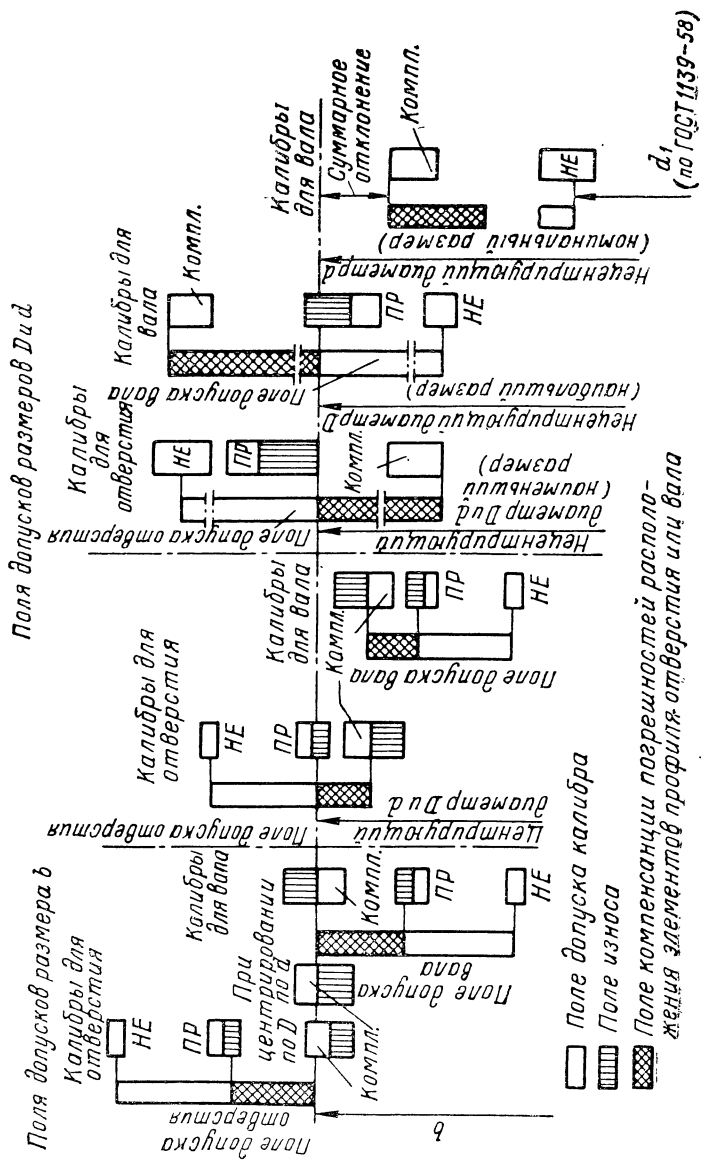 Поля допусков размера b
Калибры для
отверстия
НЕ
ПР
Поле допуска
отверстия
b
При
центрировании
по D
по d
Компл.
Калибры
для вала
Компл.
ПР
НЕ
Поле допуска
вала
Поля допусков размеров D и d
Центрирующий
диаметр D и d
Поле допуска отверстия
Калибры для
отверстия
НЕ
ПР
Компл.
Калибры
для вала
ПР
НЕ
Поле допуска вала
Нецентрирующий
диаметр D и d
(наименьший
размер)
Поле допуска отверстия
Калибры
для
отверстия
НЕ
ПР
Компл.
Нецентрирующий диаметр D
(наибольший размер)
Поле допуска вала
Калибры для
вала
Компл.
ПР
НЕ
Нецентрирующий диаметр d
(номинальный размер)
Калибры
для вала
Суммарное
отклонение
Компл.
НЕ
d1
(по ГОСТ 1139-58)
Поле допуска калибра
Поле износа
Поле компенсации погрешностей располо-
жения элементов профиля отверстия или вала